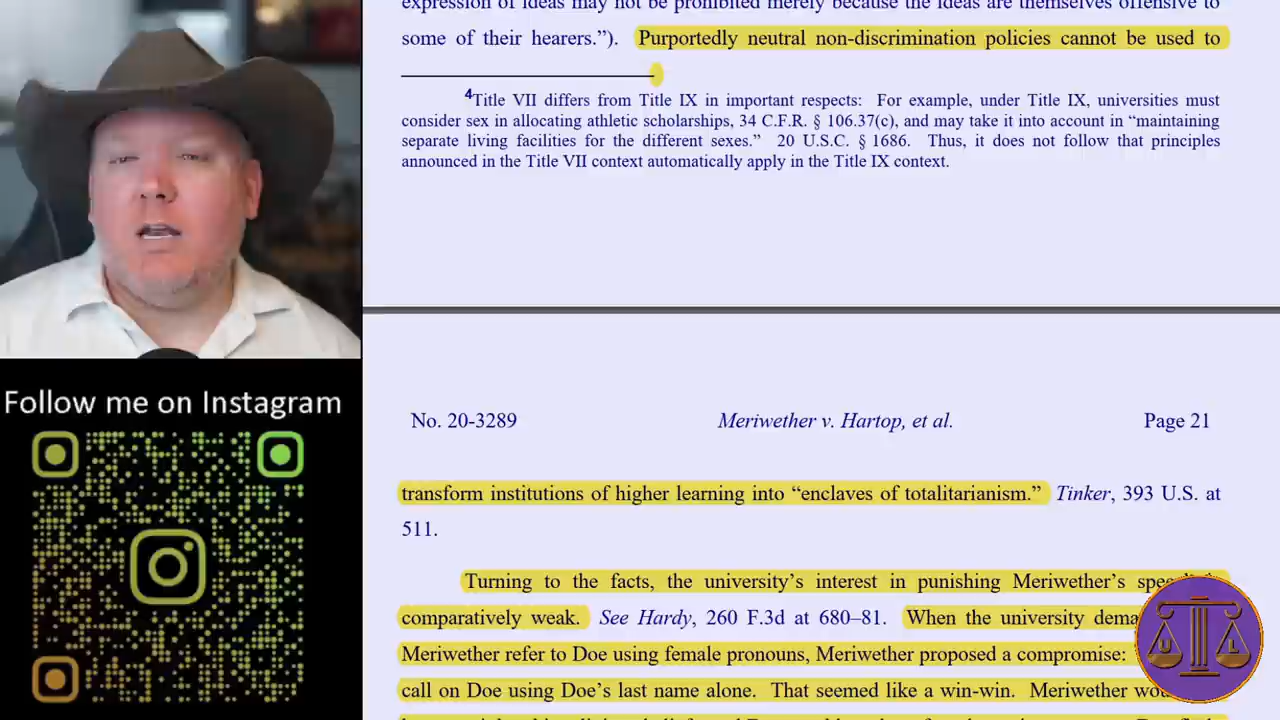 expression of ideas may not be prohibited merely because the ideas are themselves offensive to
some of their hearers.”). Purportedly neutral non-discrimination policies cannot be used to
4Title VII differs from Title IX in important respects: For example, under Title IX, universities must
consider sex in allocating athletic scholarships, 34 C.F.R. § 106.37(c), and may take it into account in “maintaining
separate living facilities for the different sexes.” 20 U.S.C. § 1686. Thus, it does not follow that principles
announced in the Title VII context automatically apply in the Title IX context.
No. 20-3289 Meriwether v. Hartop, et al. Page 21
transform institutions of higher learning into “enclaves of totalitarianism.” Tinker, 393 U.S. at
511.
Turning to the facts, the university’s interest in punishing Meriwether’s
comparatively weak. See Hardy, 260 F.3d at 680–81. When the university
Meriwether refer to Doe using female pronouns, Meriwether proposed a compromise:
call on Doe using Doe’s last name alone. That seemed like a win-win. Meriwether
Follow me on Instagram
U L